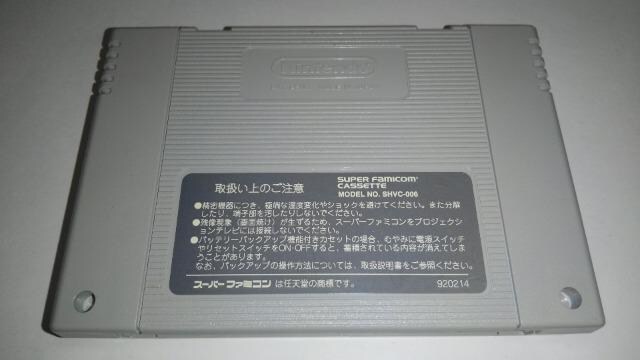 Nintendo
取扱い上のご注意
SUPER FAMICOM
CASSETTE
MODEL NO. SHVC-006
●精密機器につき、極端な温度変化やショックを避けてください。また分解
したり、端子部を汚したりしないでください。
●残像現象（画面焼け）が生ずるため、スーパーファミコンをプロジェクシ
ョンテレビには接続しないでください。
●バッテリーバックアップ機能付きカセットの場合、むやみに電源スイッチ
やリセットスイッチをON・OFFすると、蓄積されている内容が消えてしま
うことがあります。
なお、バックアップの操作方法については、取扱説明書をご参照ください。
スーパーファミコン は任天堂の商標です。
920214